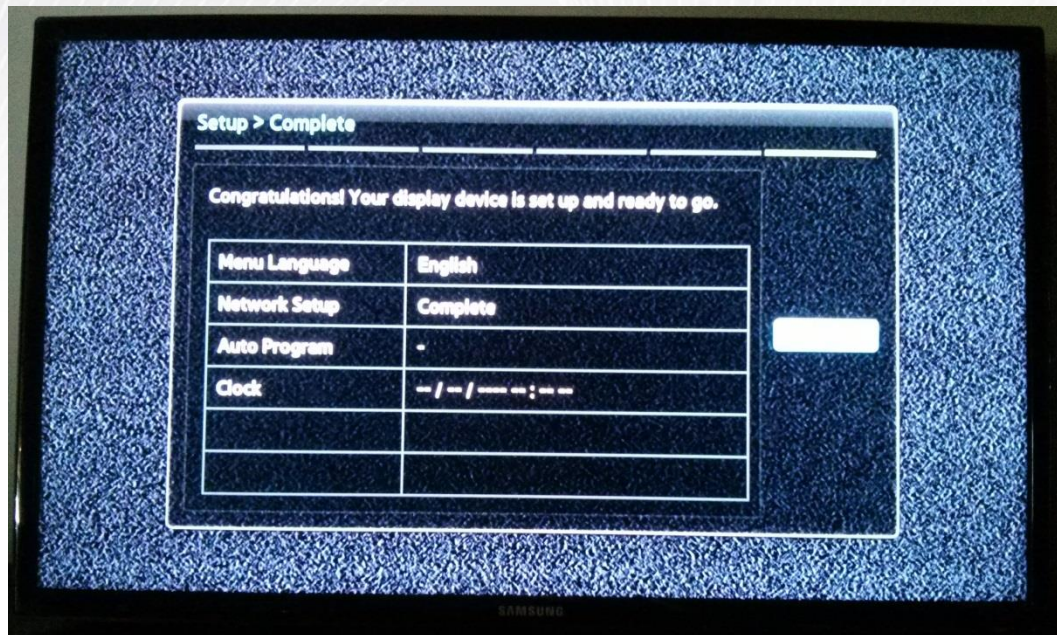 Setup > Complete
Congratulations! Your display device is set up and ready to go.
Menu Language English
Network Setup Complete
Auto Program -
Clock -- / -- / ---- -- : -- --
SAMSUNG